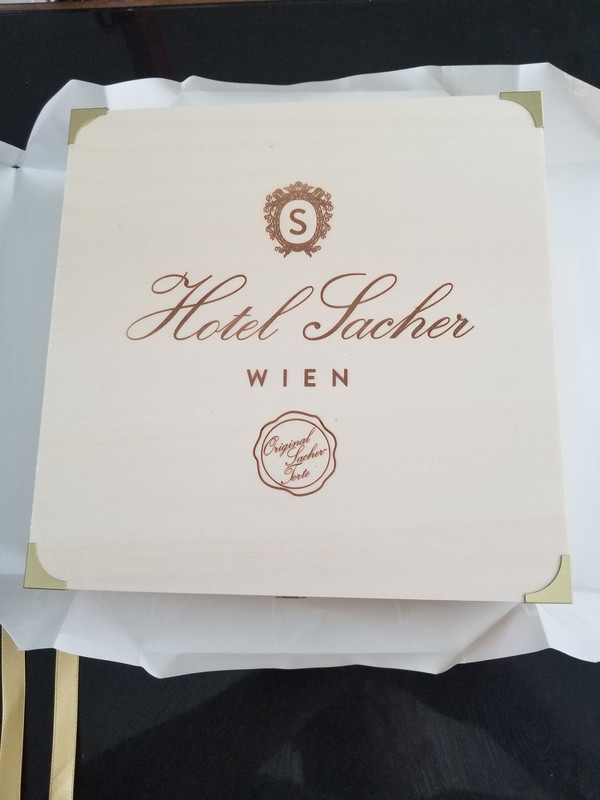 S
Hotel Sacher
WIEN
Original
Sacher-
Torte